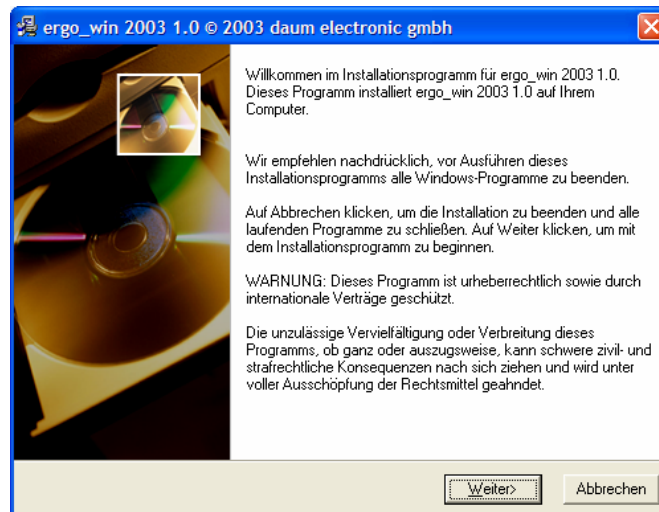 ergo_win 2003 1.0 © 2003 daum electronic gmbh
Willkommen im Installationsprogramm für ergo_win 2003 1.0.
Dieses Programm installiert ergo_win 2003 1.0 auf Ihrem
Computer.
Wir empfehlen nachdrücklich, vor Ausführen dieses
Installationsprogramms alle Windows-Programme zu beenden.
Auf Abbrechen klicken, um die Installation zu beenden und alle
laufenden Programme zu schließen. Auf Weiter klicken, um mit
dem Installationsprogramm zu beginnen.
WARNUNG: Dieses Programm ist urheberrechtlich sowie durch
internationale Verträge geschützt.
Die unzulässige Vervielfältigung oder Verbreitung dieses
Programms, ob ganz oder auszugsweise, kann schwere zivil- und
strafrechtliche Konsequenzen nach sich ziehen und wird unter
voller Ausschöpfung der Rechtsmittel geahndet.
Weiter>
Abbrechen